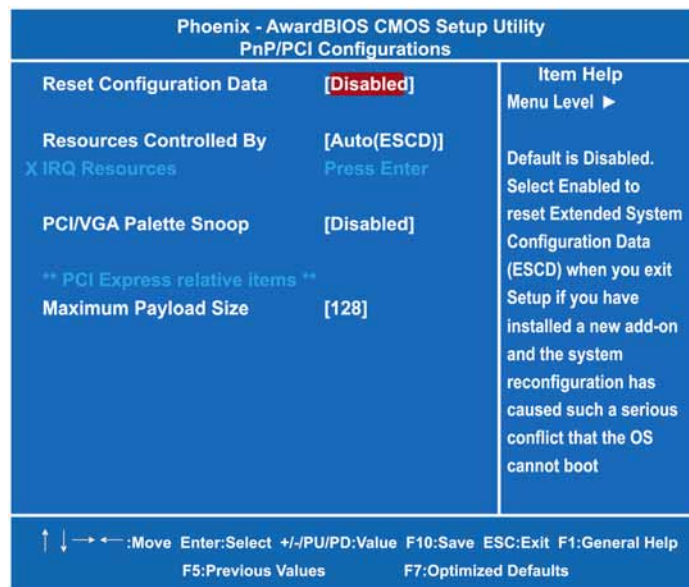 Phoenix - AwardBIOS CMOS Setup Utility
PnP/PCI Configurations
Reset Configuration Data [Disabled]
Resources Controlled By [Auto(ESCD)]
X IRQ Resources Press Enter
PCI/VGA Palette Snoop [Disabled]
** PCI Express relative items **
Maximum Payload Size [128]
Item Help
Menu Level ►
Default is Disabled.
Select Enabled to
reset Extended System
Configuration Data
(ESCD) when you exit
Setup if you have
installed a new add-on
and the system
reconfiguration has
caused such a serious
conflict that the OS
cannot boot
↑ ↓ → ← :Move Enter:Select +/-/PU/PD:Value F10:Save ESC:Exit F1:General Help
F5:Previous Values F7:Optimized Defaults